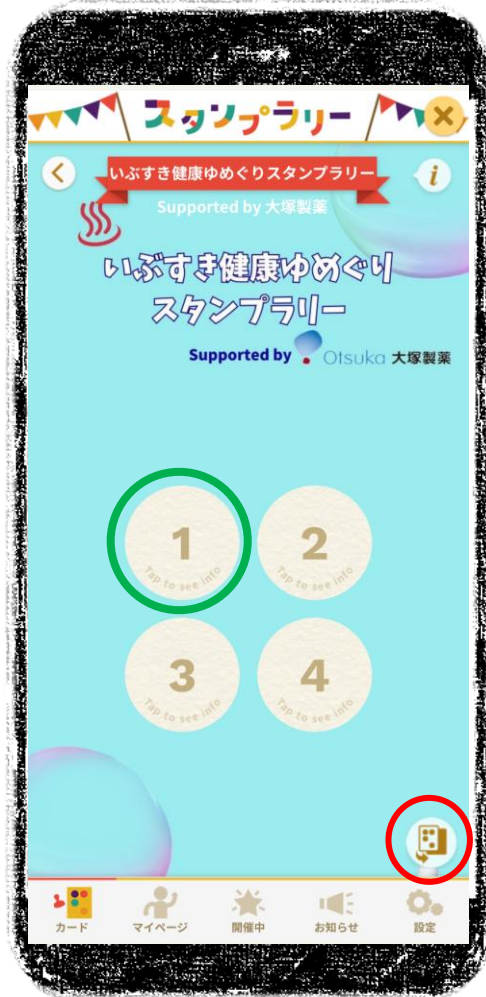 スタンプラリー
×
いぶすき健康ゆめぐりスタンプラリー
i
Supported by 大塚製薬
いぶすき健康ゆめぐり
スタンプラリー
Supported by Otsuka 大塚製薬
1
Tap to see info
2
Tap to see info
3
Tap to see info
4
Tap to see info
カード
マイページ
開催中
お知らせ
設定